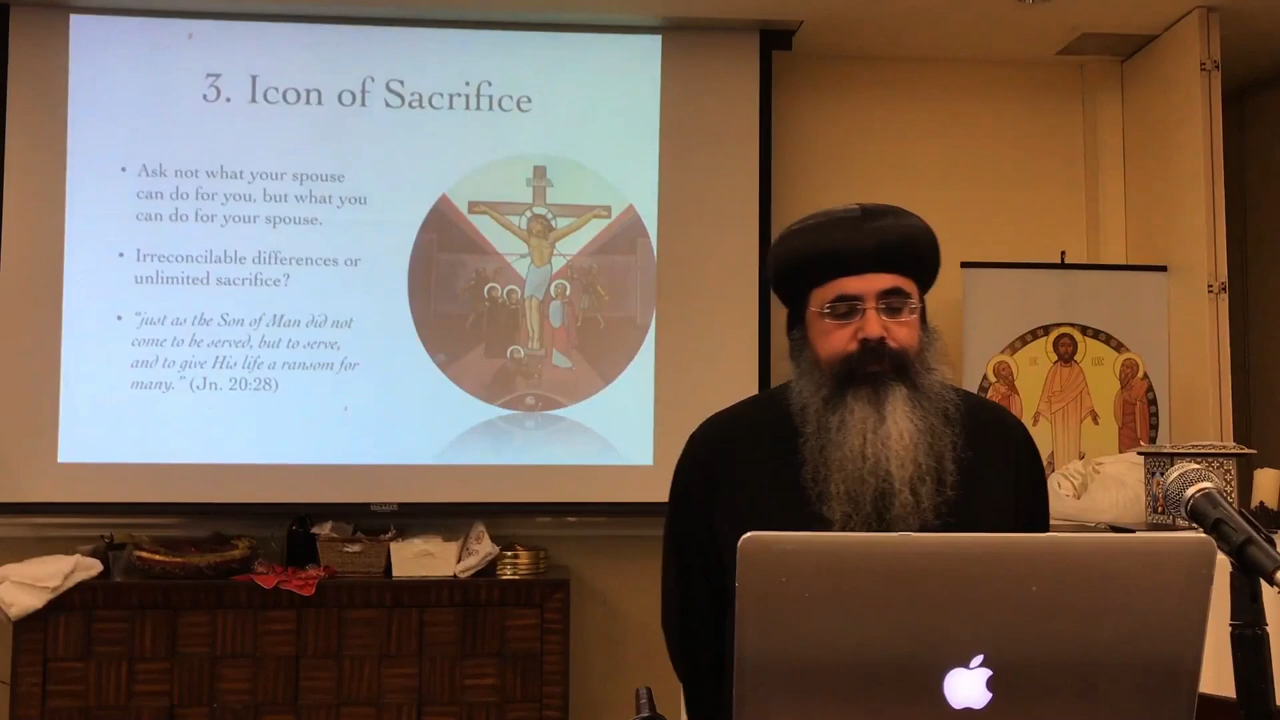 3. Icon of Sacrifice
• Ask not what your spouse
can do for you, but what you
can do for your spouse.
• Irreconcilable differences or
unlimited sacrifice?
• "just as the Son of Man did not
come to be served, but to serve,
and to give His life a ransom for
many." (Jn. 20:28)